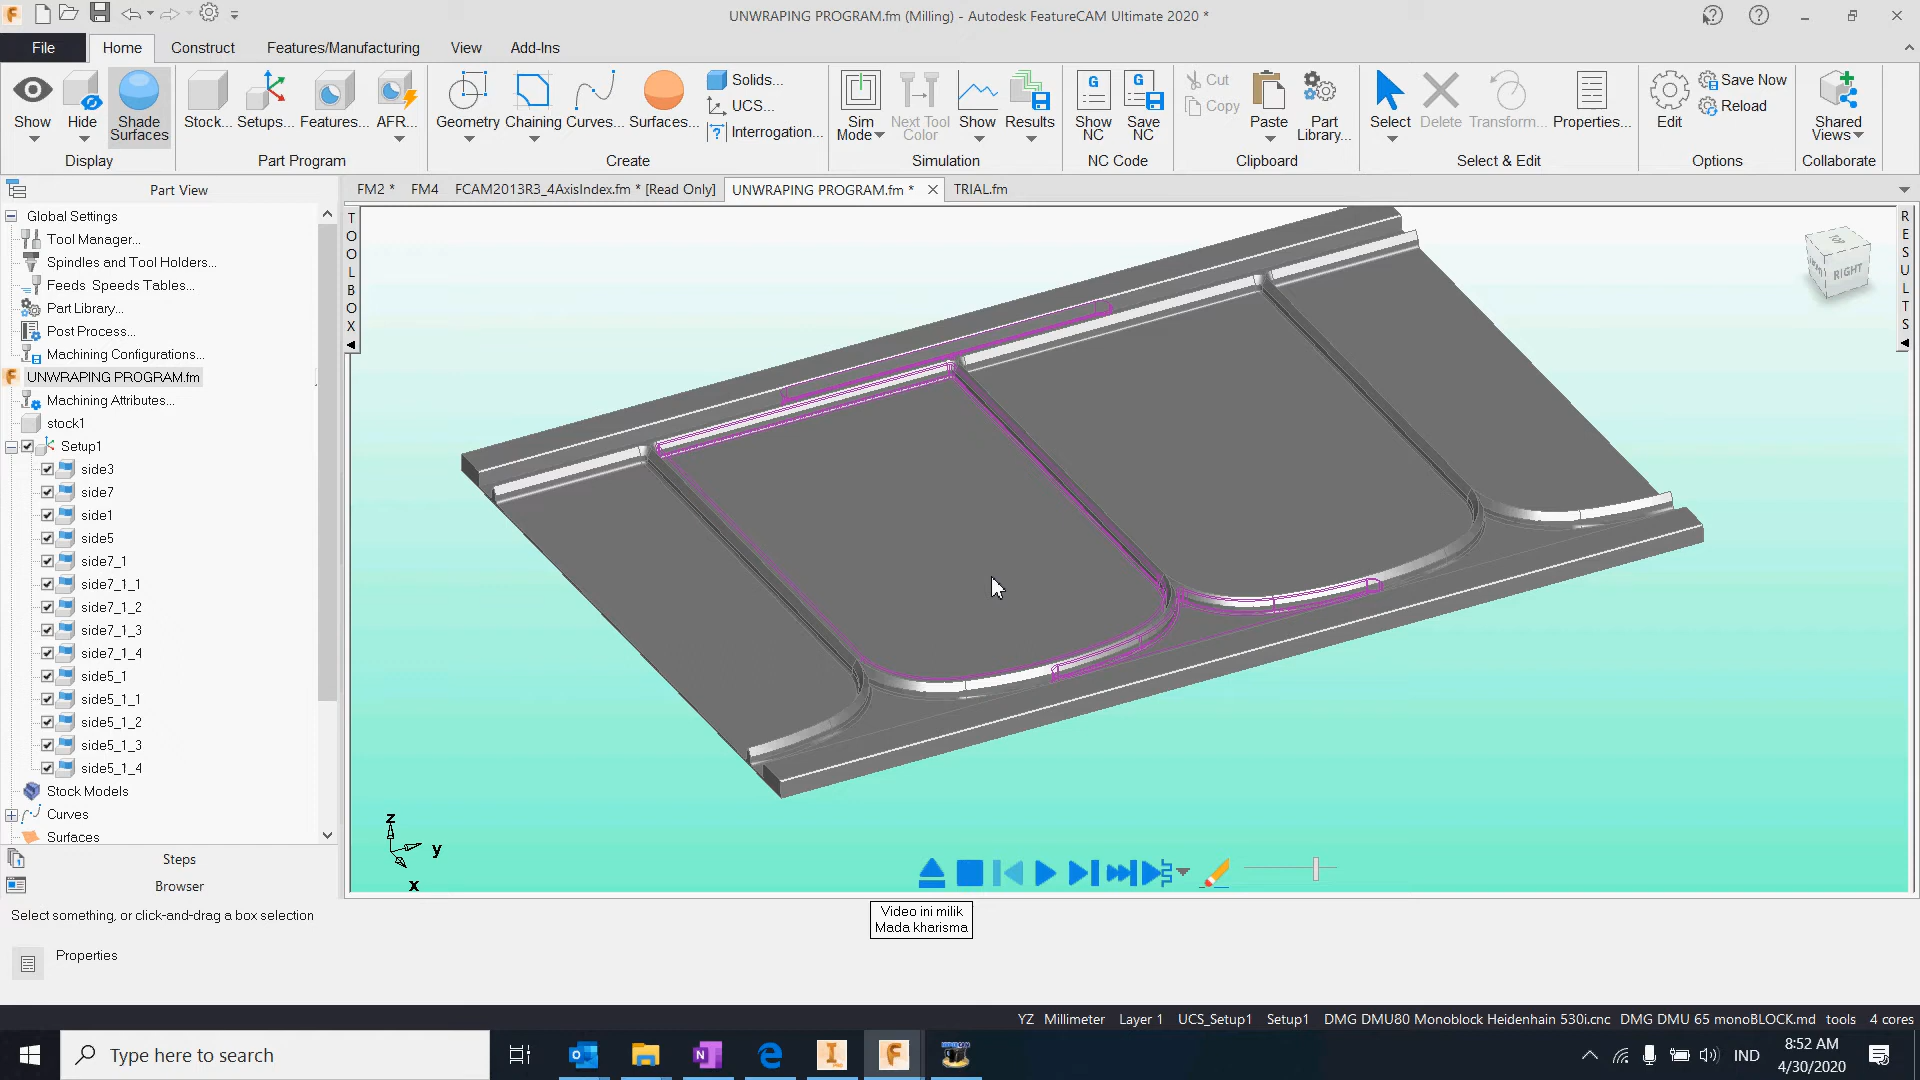 UNWRAPING PROGRAM.fm (Milling) - Autodesk FeatureCAM Ultimate 2020 *
File Home Construct Features/Manufacturing View Add-Ins
Show Hide Shade Surfaces
Display
Stock... Setups... Features... AFR...
Part Program
Geometry Chaining Curves... Surfaces...
Solids...
UCS...
Interrogation...
Create
Sim Mode Next Tool Color Show Results
Simulation
Show NC Save NC
NC Code
Cut
Copy
Paste Part Library...
Clipboard
Select Delete Transform... Properties...
Select & Edit
Edit
Save Now
Reload
Options
Shared Views
Collaborate
Part View
FM2 * FM4 FCAM2013R3_4AxisIndex.fm * [Read Only] UNWRAPING PROGRAM.fm * TRIAL.fm
Global Settings
Tool Manager...
Spindles and Tool Holders...
Feeds Speeds Tables...
Part Library...
Post Process...
Machining Configurations...
UNWRAPING PROGRAM.fm
Machining Attributes...
stock1
Setup1
side3
side7
side1
side5
side7_1
side7_1_1
side7_1_2
side7_1_3
side7_1_4
side5_1
side5_1_1
side5_1_2
side5_1_3
side5_1_4
Stock Models
Curves
Surfaces
Steps
Browser
TOOLBOX
RESULTS
RIGHT
z
y
x
Select something, or click-and-drag a box selection
Properties
Video ini milik
Mada kharisma
YZ Millimeter Layer 1 UCS_Setup1 Setup1 DMG DMU80 Monoblock Heidenhain 530i.cnc DMG DMU 65 monoBLOCK.md tools 4 cores
Type here to search
IND
8:52 AM
4/30/2020